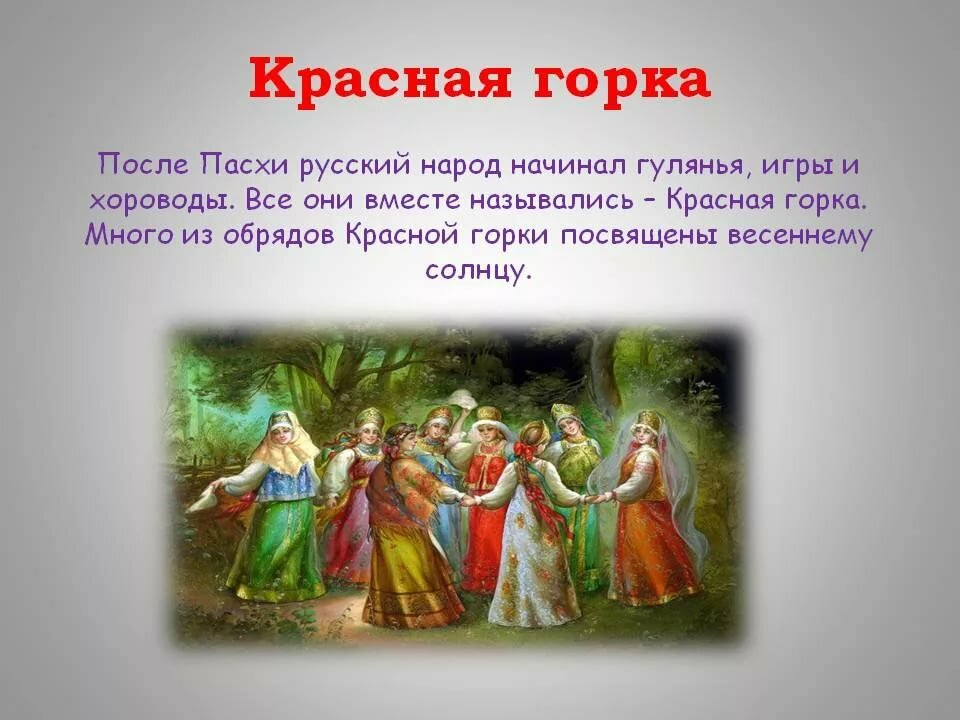 Красная горка
После Пасхи русский народ начинал гулянья, игры и
хороводы. Все они вместе назывались – Красная горка.
Много из обрядов Красной горки посвящены весеннему
солнцу.